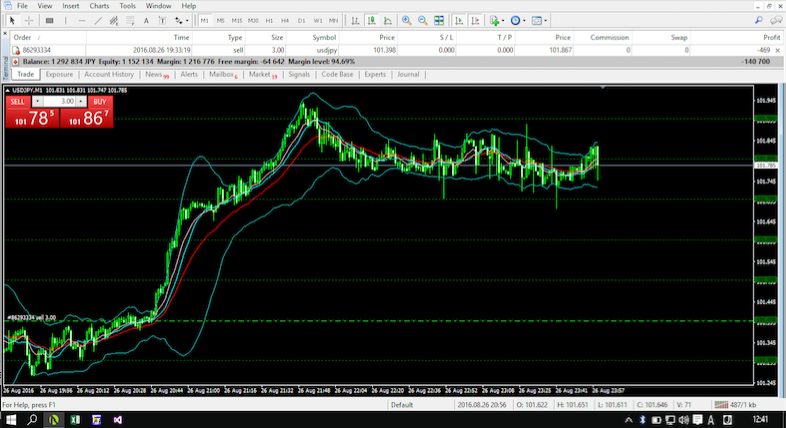 File View Insert Charts Tools Window Help
M1 M5 M15 M30 H1 H4 D1 W1 MN
Order Time Type Size Symbol Price S / L T / P Price Commission Swap Profit
86293334 2016.08.26 19:33:19 sell 3.00 usdjpy 101.398 0.000 0.000 101.867 0 0 -469
Balance: 1 292 834 JPY Equity: 1 152 134 Margin: 1 216 776 Free margin: -64 642 Margin level: 94.69% -140 700
Trade Exposure Account History News 99 Alerts Mailbox 6 Market 19 Signals Code Base Experts Journal
Terminal
USDJPY,M1 101.831 101.831 101.747 101.785
SELL 3.00 BUY
101 78 5 101 86 7
101.945
101.845
101.785
101.745
101.645
101.545
101.445
#86293334 sell 3.00
101.345
101.245
26 Aug 2016 26 Aug 19:56 26 Aug 20:12 26 Aug 20:28 26 Aug 20:44 26 Aug 21:00 26 Aug 21:16 26 Aug 21:32 26 Aug 21:48 26 Aug 22:04 26 Aug 22:20 26 Aug 22:36 26 Aug 22:52 26 Aug 23:08 26 Aug 23:25 26 Aug 23:41 26 Aug 23:57
For Help, press F1 Default 2016.08.26 20:56 O: 101.622 H: 101.651 L: 101.611 C: 101.646 V: 71 487/1 kb
A 12:41